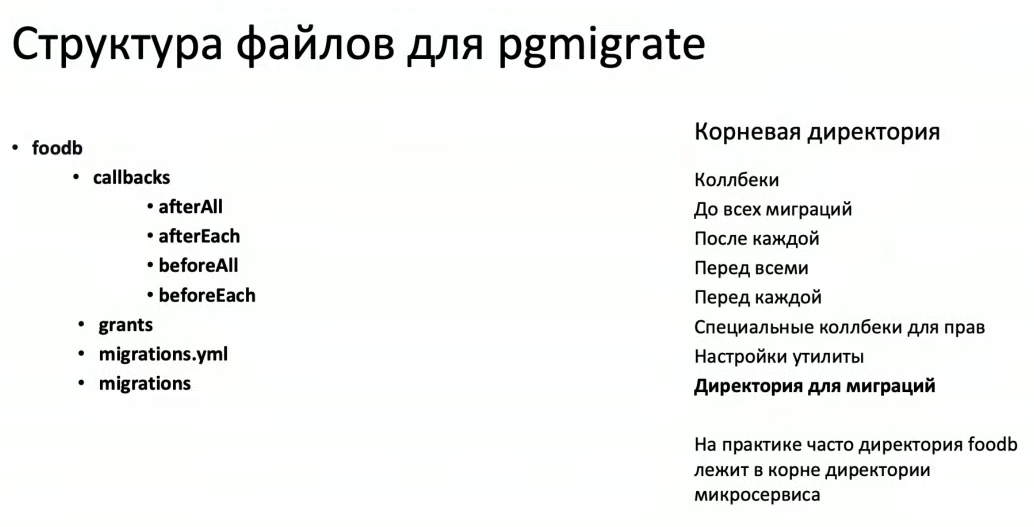 Структура файлов для pgmigrate
• foodb
Корневая директория
• callbacks
Коллбеки
• afterAll
До всех миграций
• afterEach
После каждой
• beforeAll
Перед всеми
• beforeEach
Перед каждой
• grants
Специальные коллбеки для прав
• migrations.yml
Настройки утилиты
• migrations
Директория для миграций
На практике часто директория foodb
лежит в корне директории
микросервиса